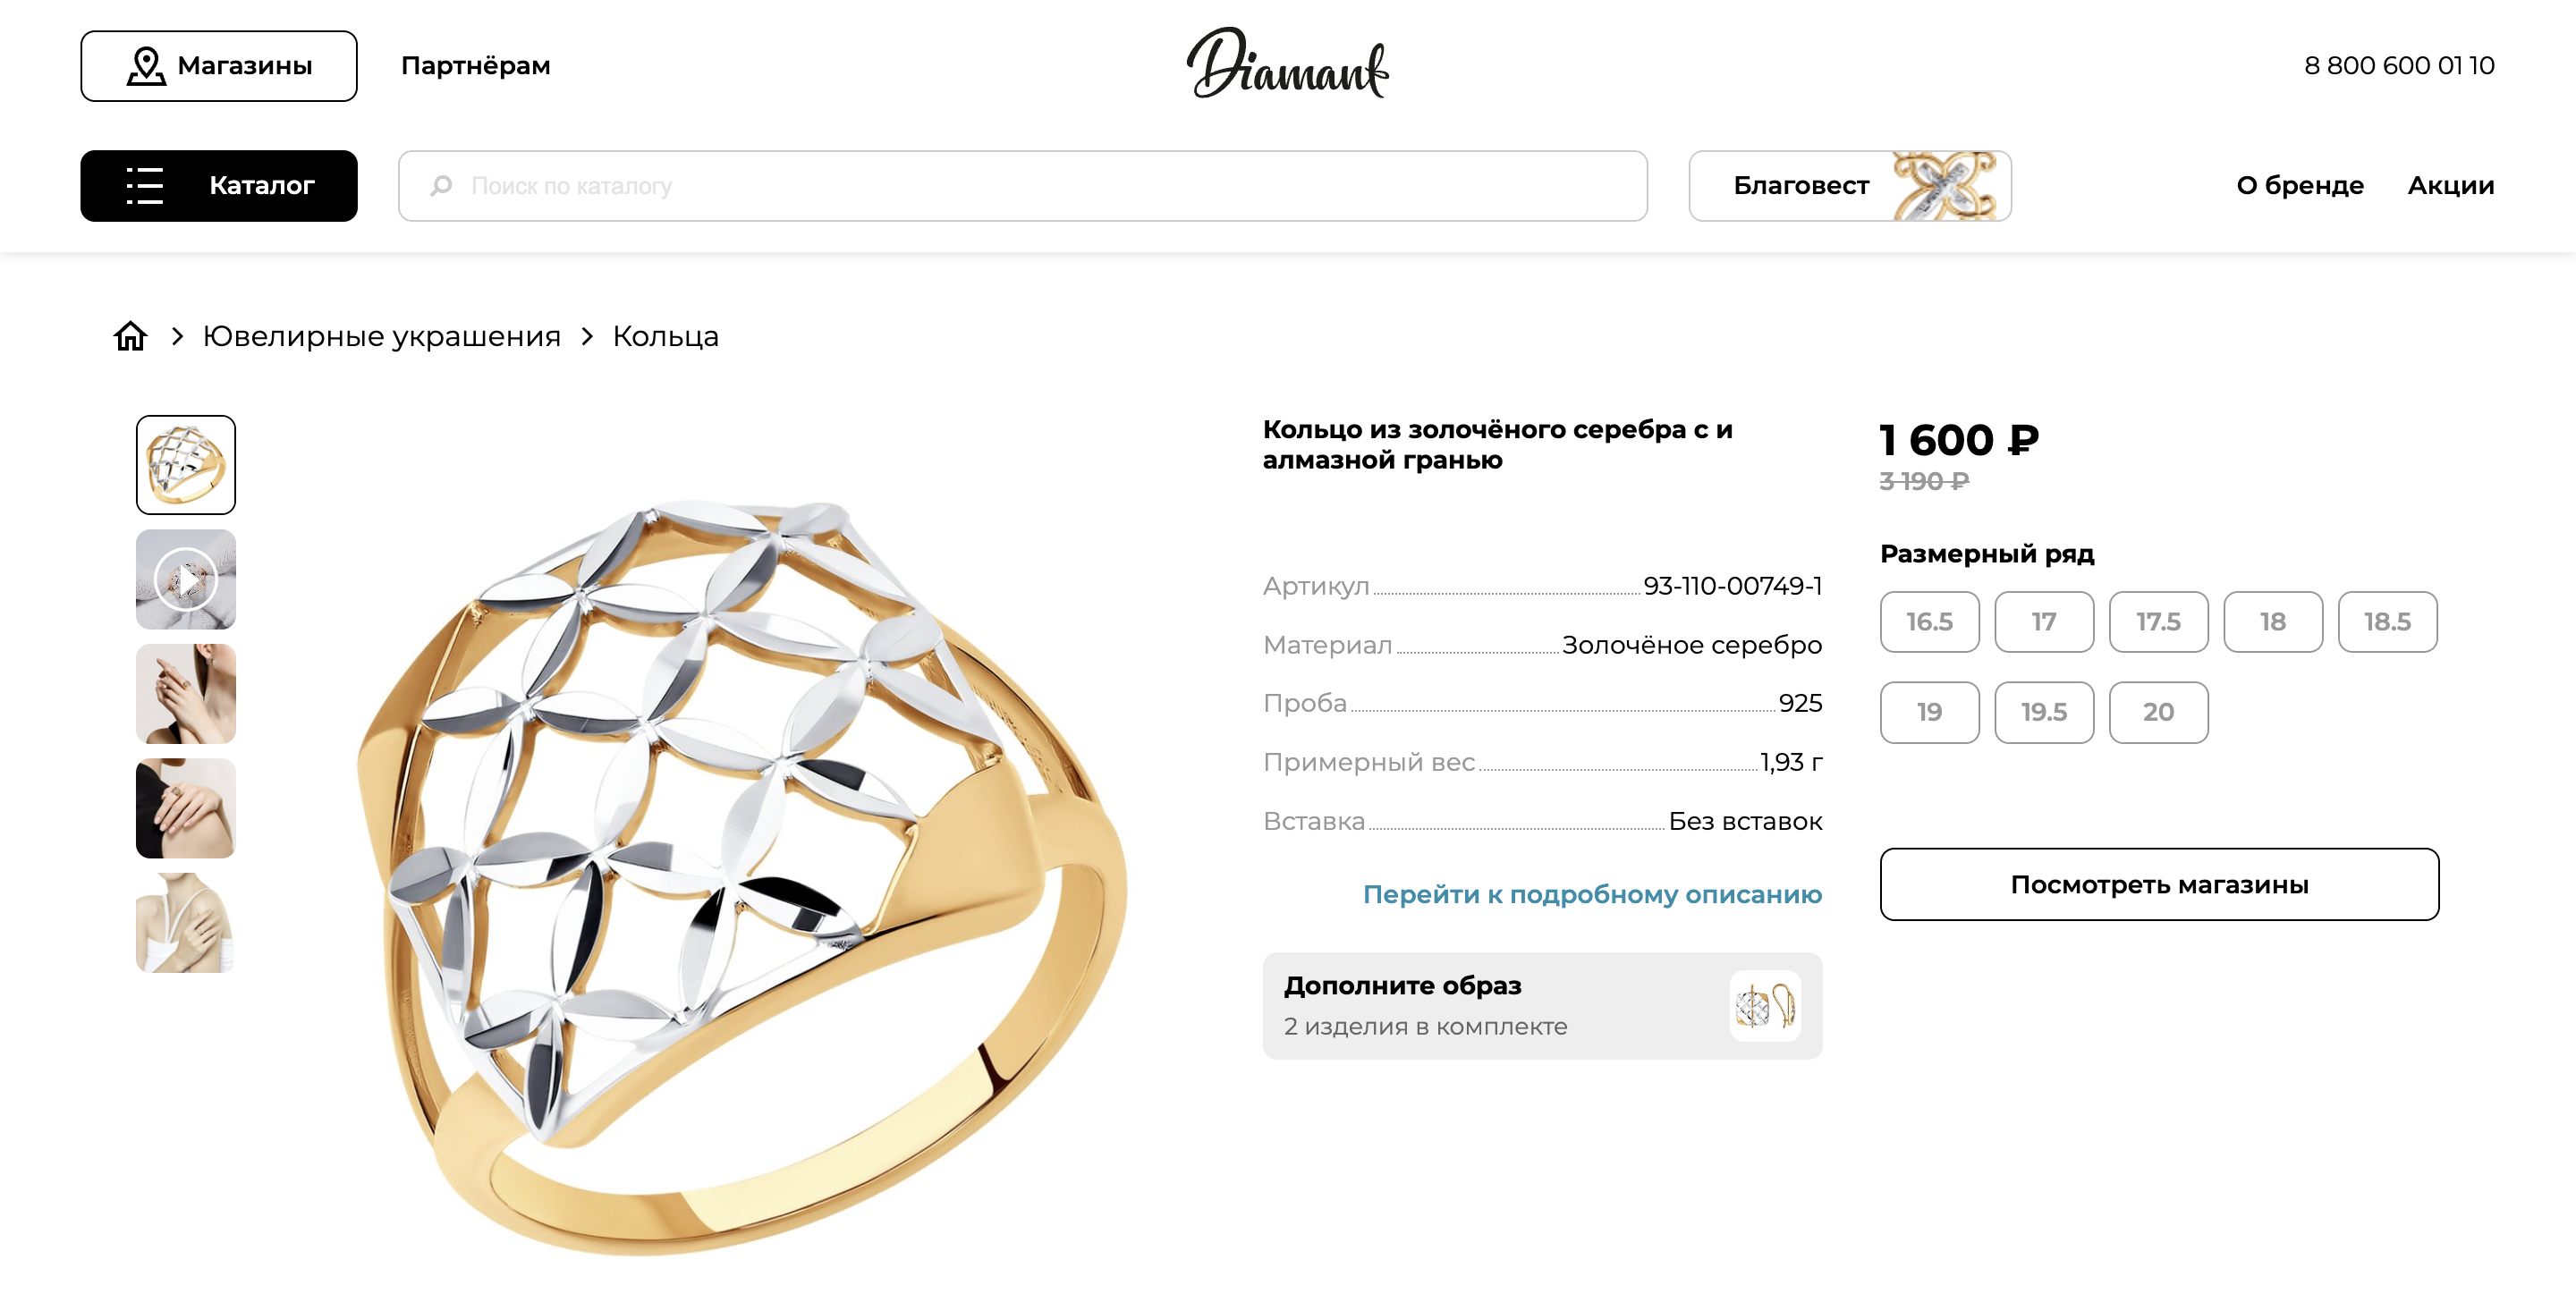 Магазины
Партнёрам
Diamant
8 800 600 01 10
Каталог
Поиск по каталогу
Благовест
О бренде
Акции
Ювелирные украшения
Кольца
Кольцо из золочёного серебра с и
алмазной гранью
Артикул 93-110-00749-1
Материал Золочёное серебро
Проба 925
Примерный вес 1,93 г
Вставка Без вставок
Перейти к подробному описанию
Дополните образ
2 изделия в комплекте
1 600 ₽
3 190 ₽
Размерный ряд
16.5 17 17.5 18 18.5
19 19.5 20
Посмотреть магазины